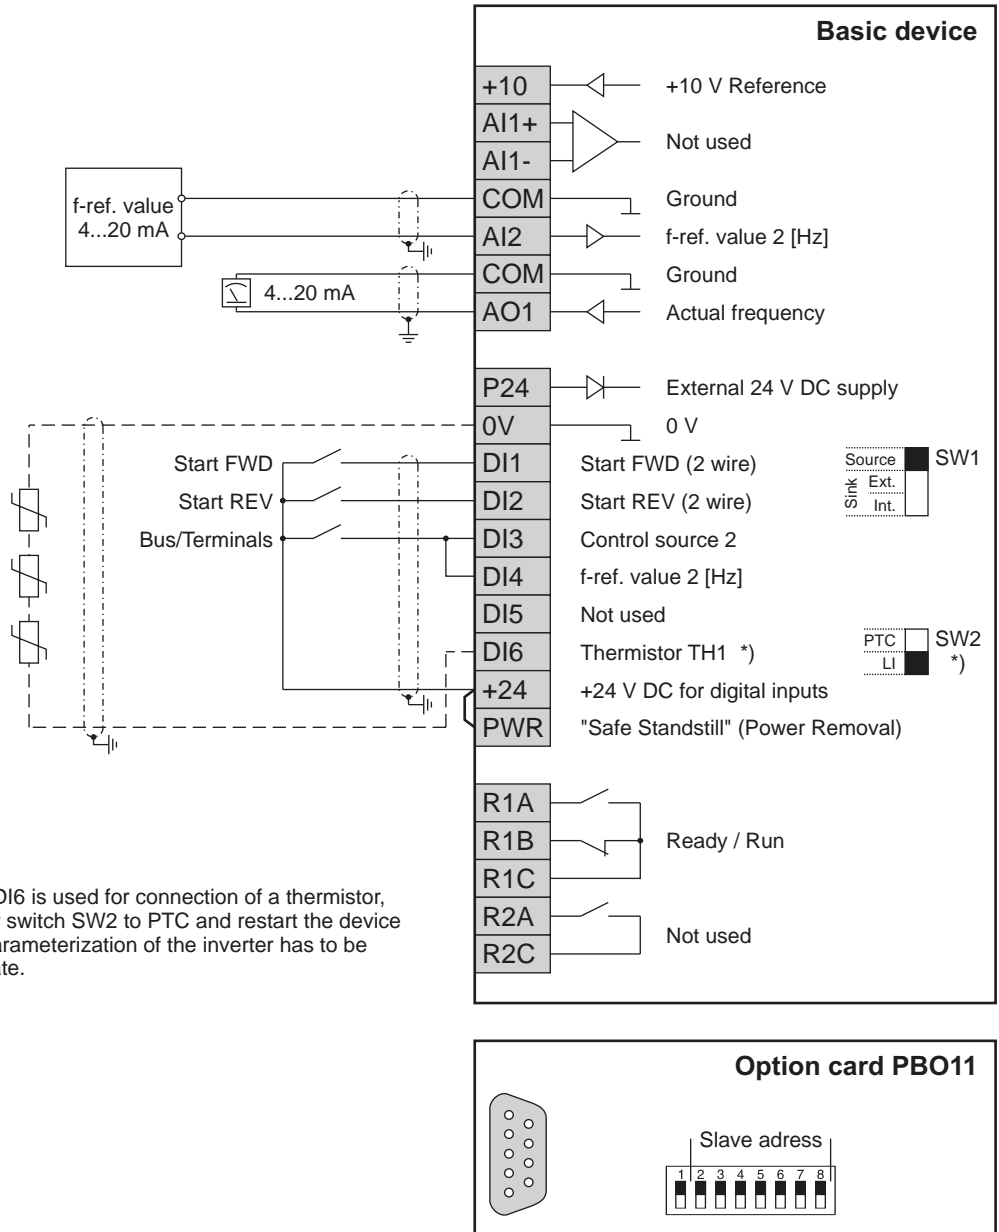 Basic device
+10
+10 V Reference
AI1+
AI1-
Not used
f-ref. value
4...20 mA
COM
Ground
AI2
f-ref. value 2 [Hz]
COM
Ground
4...20 mA
AO1
Actual frequency
P24
External 24 V DC supply
0V
0 V
Start FWD
DI1
Start FWD (2 wire)
Start REV
DI2
Start REV (2 wire)
Source
Sink
Ext.
Int.
SW1
Bus/Terminals
DI3
Control source 2
DI4
f-ref. value 2 [Hz]
DI5
Not used
DI6
Thermistor TH1 *)
PTC
LI
SW2
*)
+24
+24 V DC for digital inputs
PWR
"Safe Standstill" (Power Removal)
R1A
R1B
Ready / Run
R1C
DI6 is used for connection of a thermistor,
switch SW2 to PTC and restart the device
arameterization of the inverter has to be
R2A
Not used
R2C
Option card PBO11
Slave adress
1 2 3 4 5 6 7 8